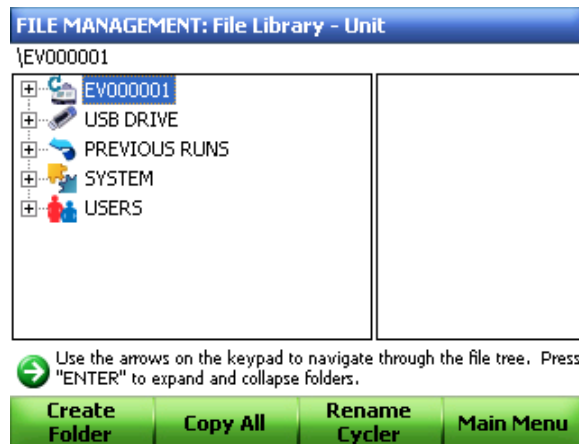 FILE MANAGEMENT: File Library - Unit
\EV000001
EV000001
USB DRIVE
PREVIOUS RUNS
SYSTEM
USERS
Use the arrows on the keypad to navigate through the file tree. Press
"ENTER" to expand and collapse folders.
Create Folder
Copy All
Rename Cycler
Main Menu